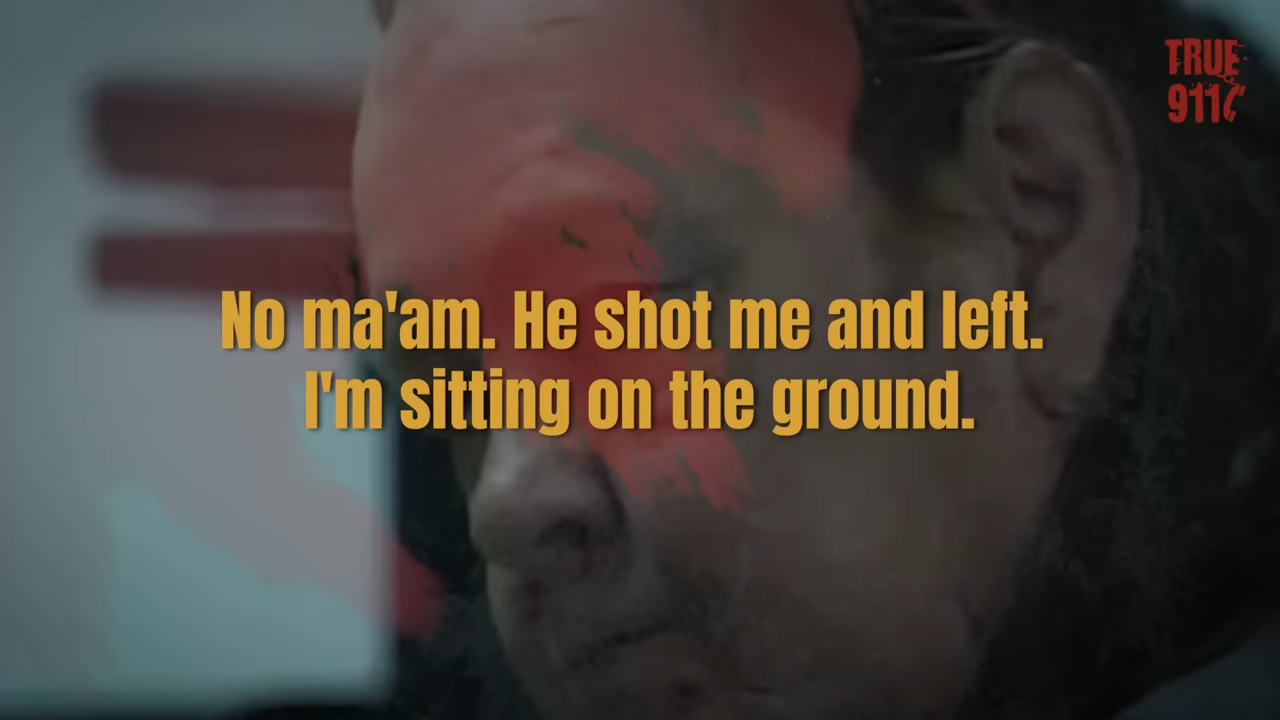 TRUE
911
No ma'am. He shot me and left.
I'm sitting on the ground.